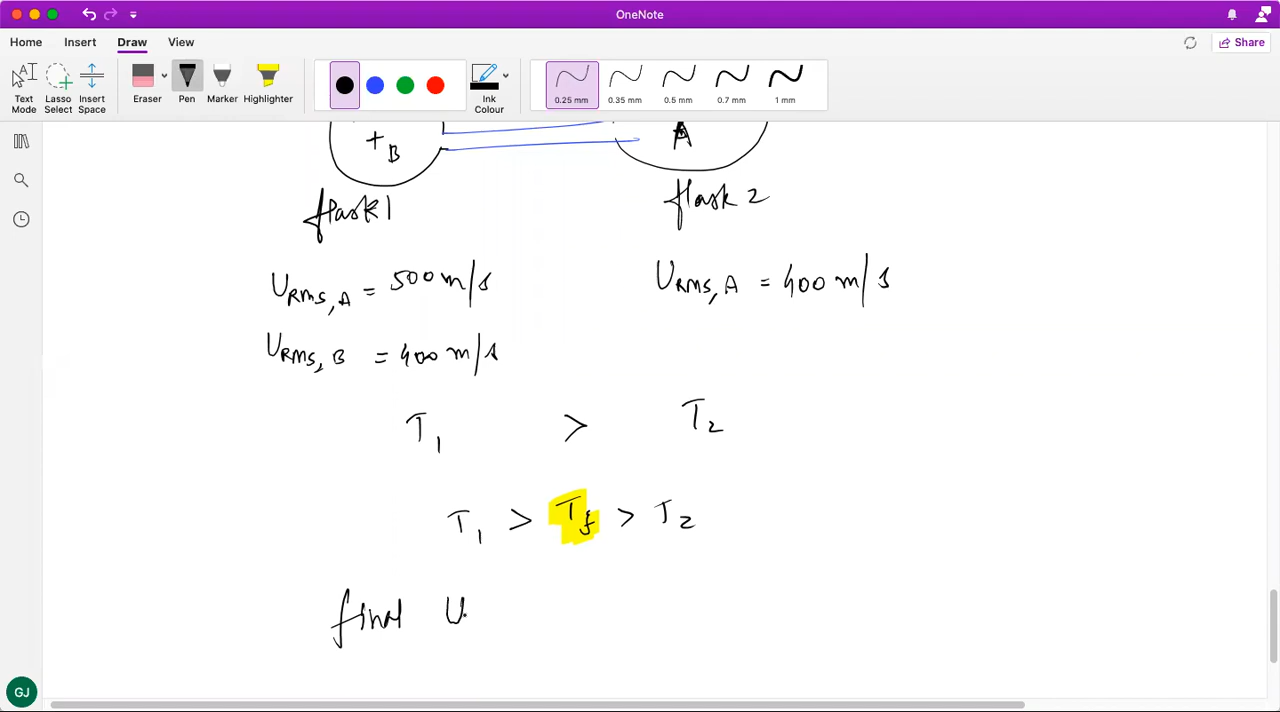 OneNote
Home Insert Draw View
Share
Text Mode
Lasso Select
Insert Space
Eraser
Pen
Marker
Highlighter
Ink Colour
0.25 mm
0.35 mm
0.5 mm
0.7 mm
1 mm
+B
A
flask 1
flask 2
URMS,A = 500 m/s
URMS,A = 400 m/s
URMS,B = 400 m/s
T1 > T2
T1 > Tf > T2
final U
GJ